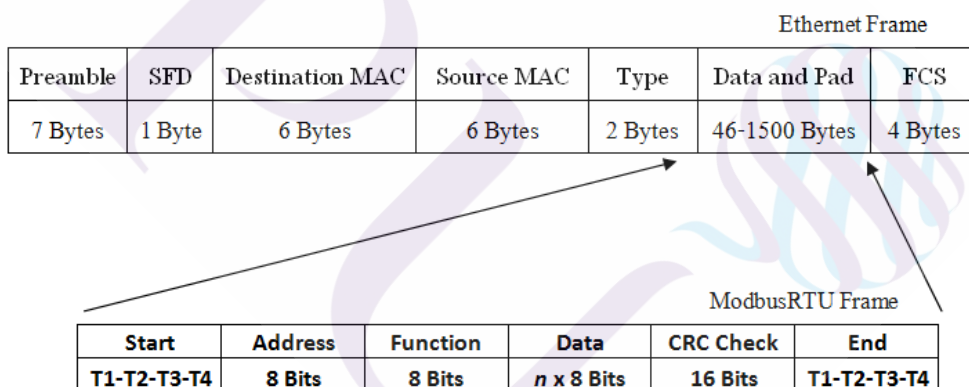 Ethernet Frame
Preamble SFD Destination MAC Source MAC Type Data and Pad FCS
7 Bytes 1 Byte 6 Bytes 6 Bytes 2 Bytes 46-1500 Bytes 4 Bytes
ModbusRTU Frame
Start Address Function Data CRC Check End
T1-T2-T3-T4 8 Bits 8 Bits n x 8 Bits 16 Bits T1-T2-T3-T4